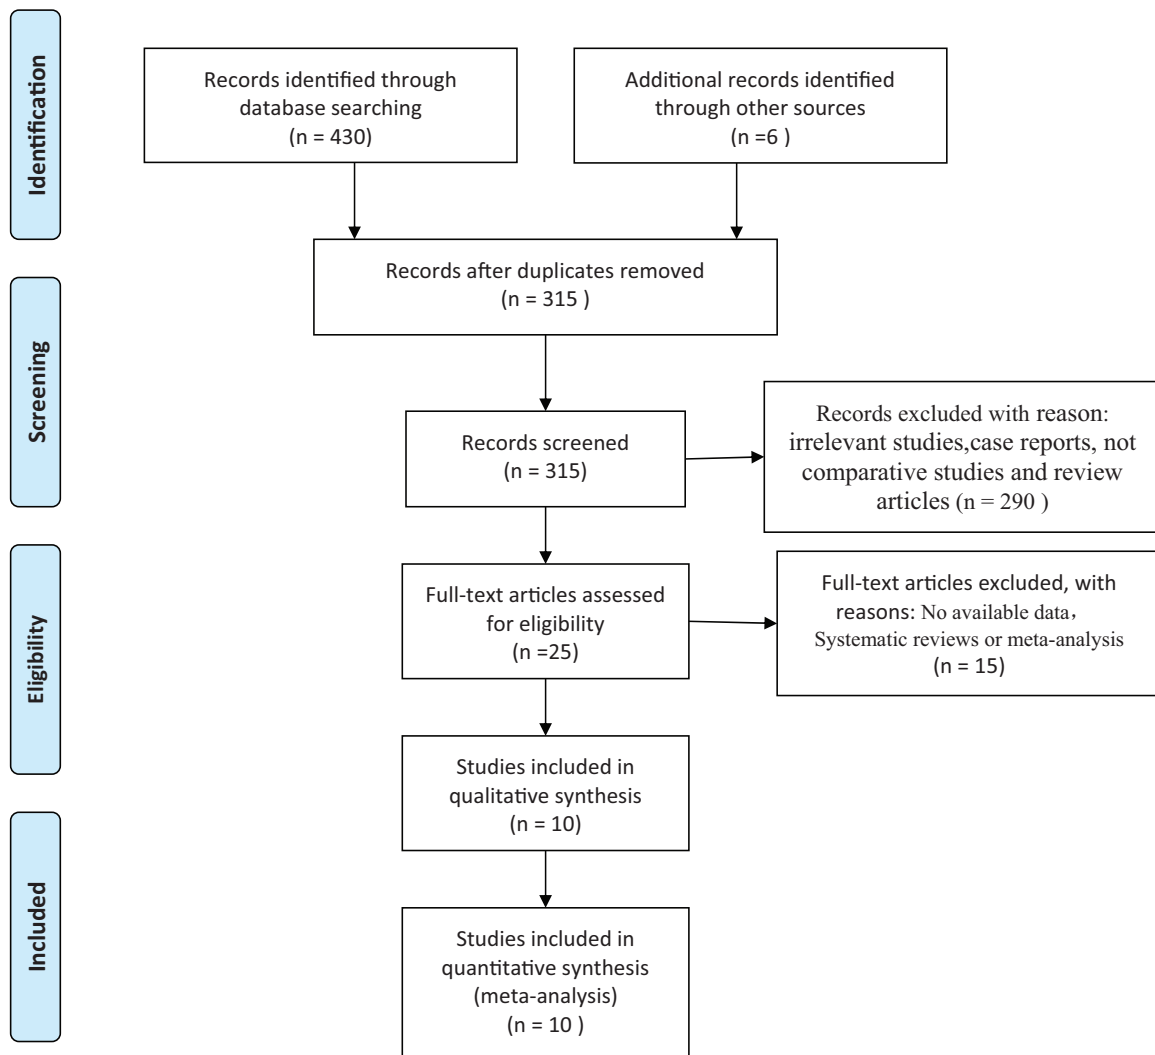 Identification
Records identified through
database searching
(n = 430)
Additional records identified
through other sources
(n =6 )
Records after duplicates removed
(n = 315 )
Screening
Records screened
(n = 315)
Records excluded with reason:
irrelevant studies,case reports, not
comparative studies and review
articles (n = 290 )
Eligibility
Full-text articles assessed
for eligibility
(n =25)
Full-text articles excluded, with
reasons: No available data，
Systematic reviews or meta-analysis
(n = 15)
Studies included in
qualitative synthesis
(n = 10)
Included
Studies included in
quantitative synthesis
(meta-analysis)
(n = 10 )